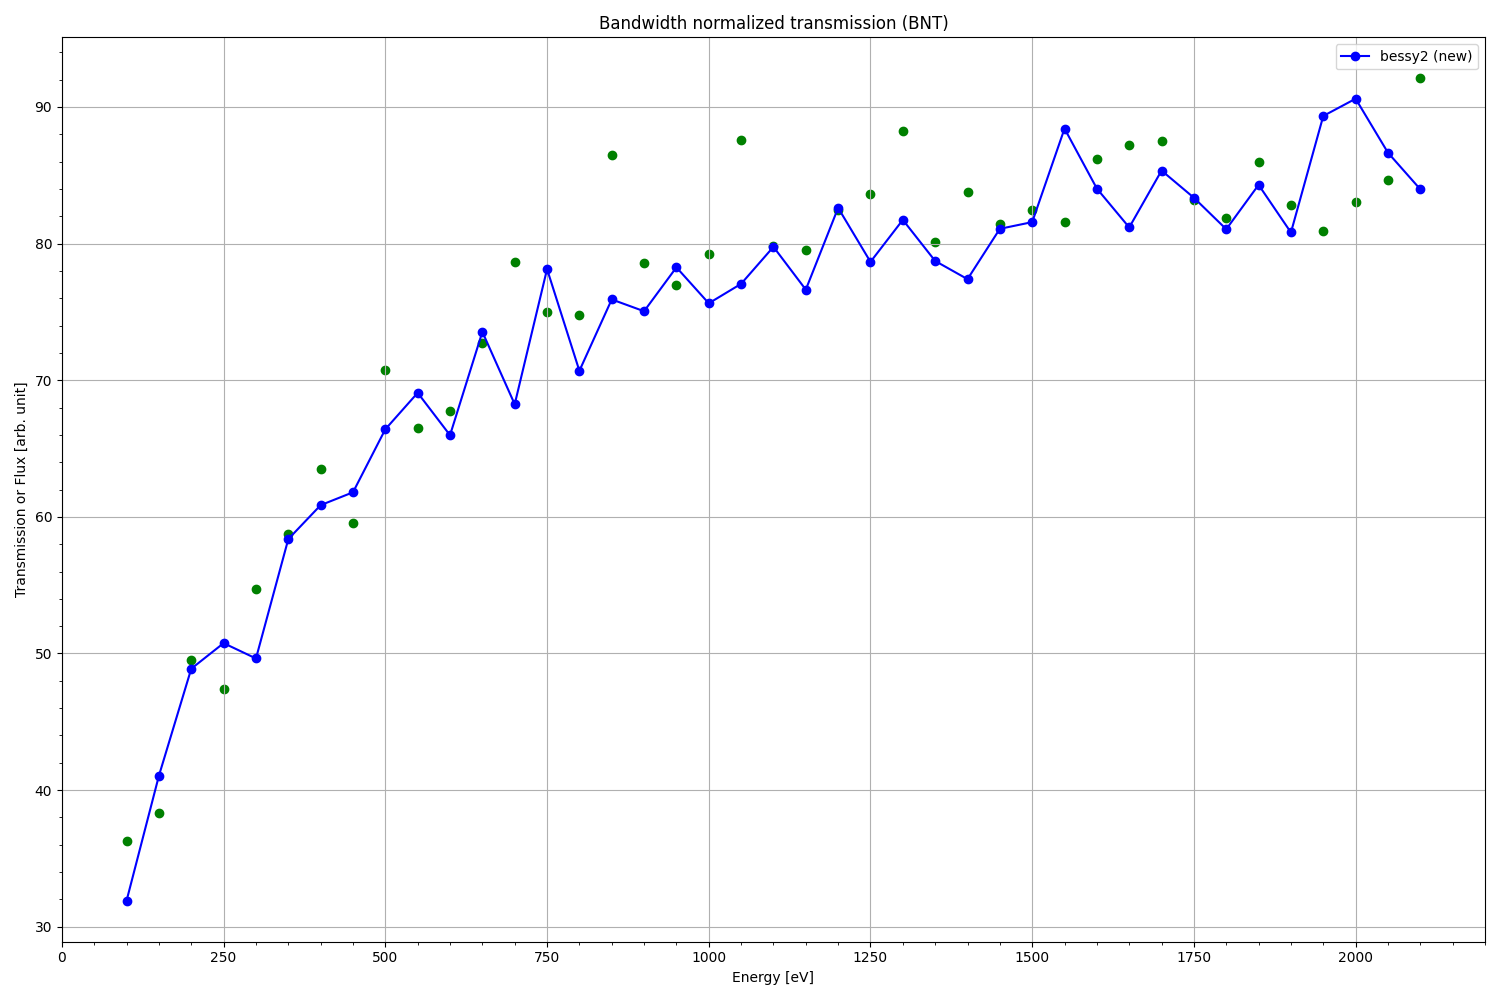 Bandwidth normalized transmission (BNT)
bessy2 (new)
Transmission or Flux [arb. unit]
90
80
70
60
50
40
30
0 250 500 750 1000 1250 1500 1750 2000
Energy [eV]